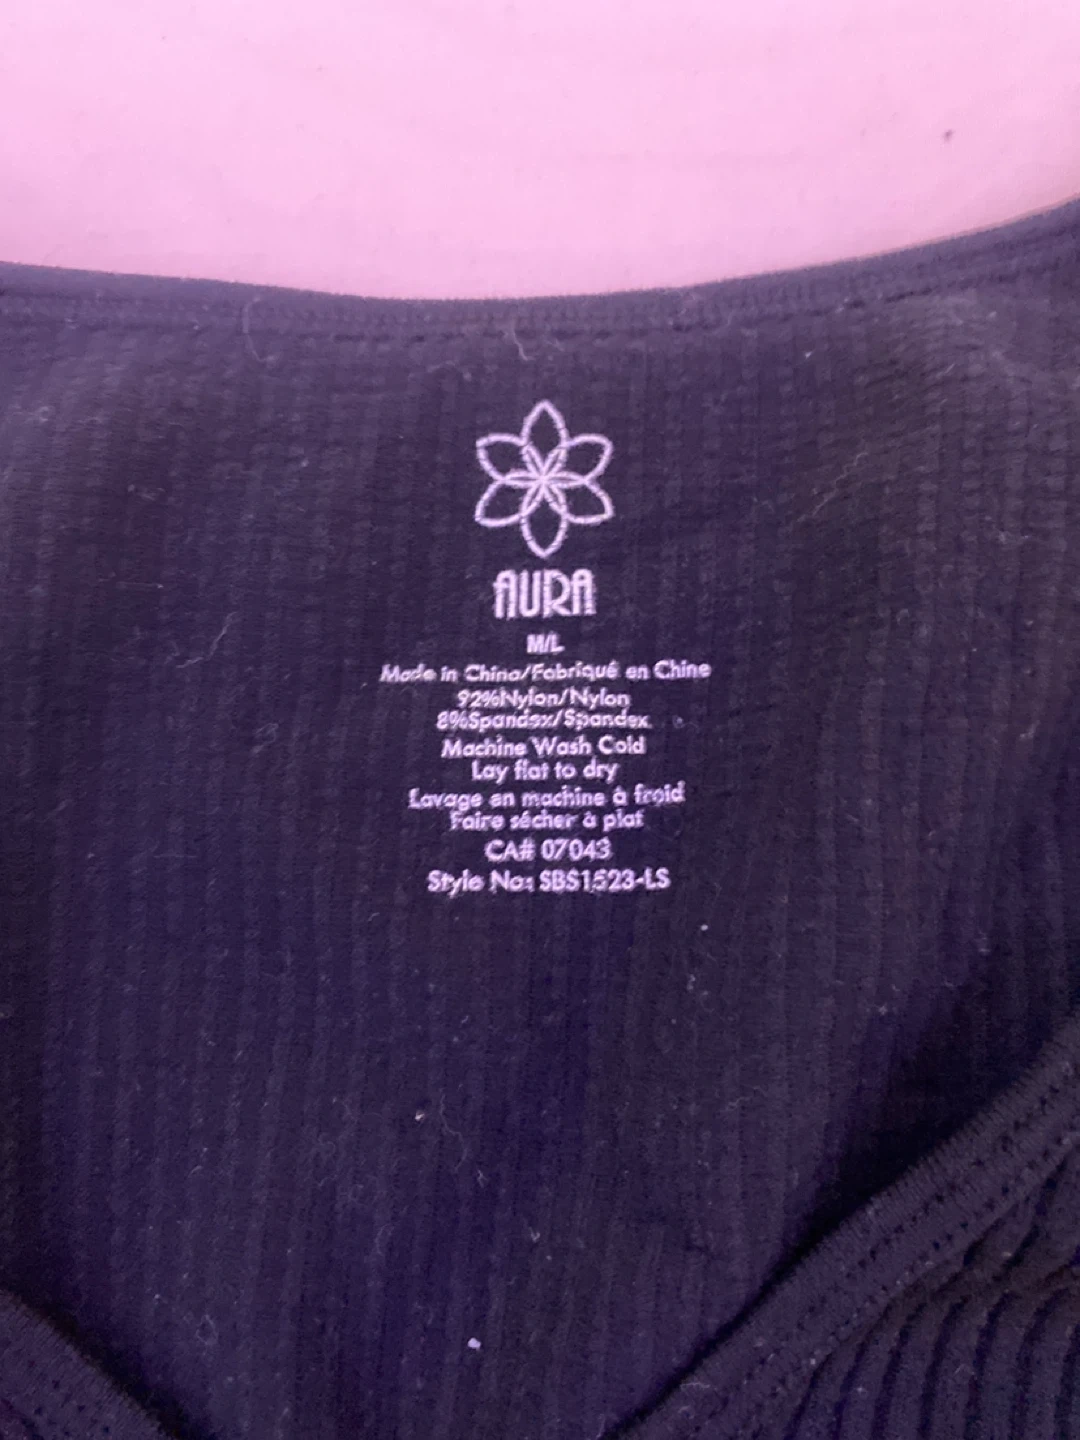 AURA
M/L
Made in China/Fabriqué en Chine
92%Nylon/Nylon
8%Spandex/Spandex
Machine Wash Cold
Lay flat to dry
Lavage en machine à froid
Faire sécher à plat
CA# 07043
Style No: SBS1523-LS